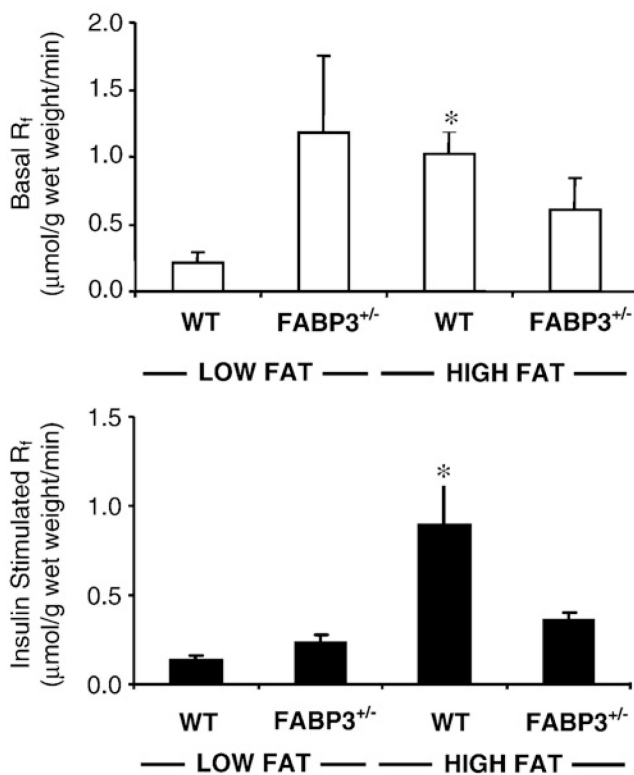 Basal Rf
(μmol/g wet weight/min)
2.0
1.5
1.0
0.5
0.0
*
WT FABP3+/- WT FABP3+/-
LOW FAT HIGH FAT
Insulin Stimulated Rf
(μmol/g wet weight/min)
1.5
1.0
0.5
0.0
*
WT FABP3+/- WT FABP3+/-
LOW FAT HIGH FAT